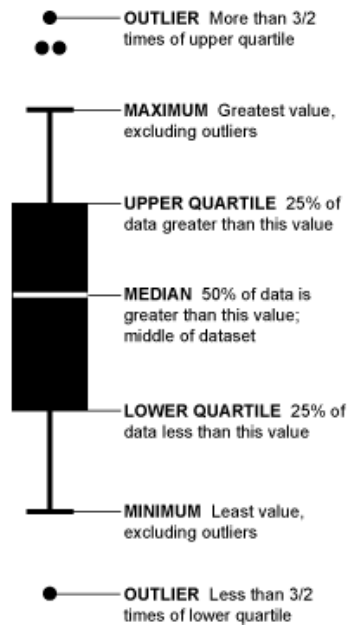 OUTLIER More than 3/2
times of upper quartile
MAXIMUM Greatest value,
excluding outliers
UPPER QUARTILE 25% of
data greater than this value
MEDIAN 50% of data is
greater than this value;
middle of dataset
LOWER QUARTILE 25% of
data less than this value
MINIMUM Least value,
excluding outliers
OUTLIER Less than 3/2
times of lower quartile